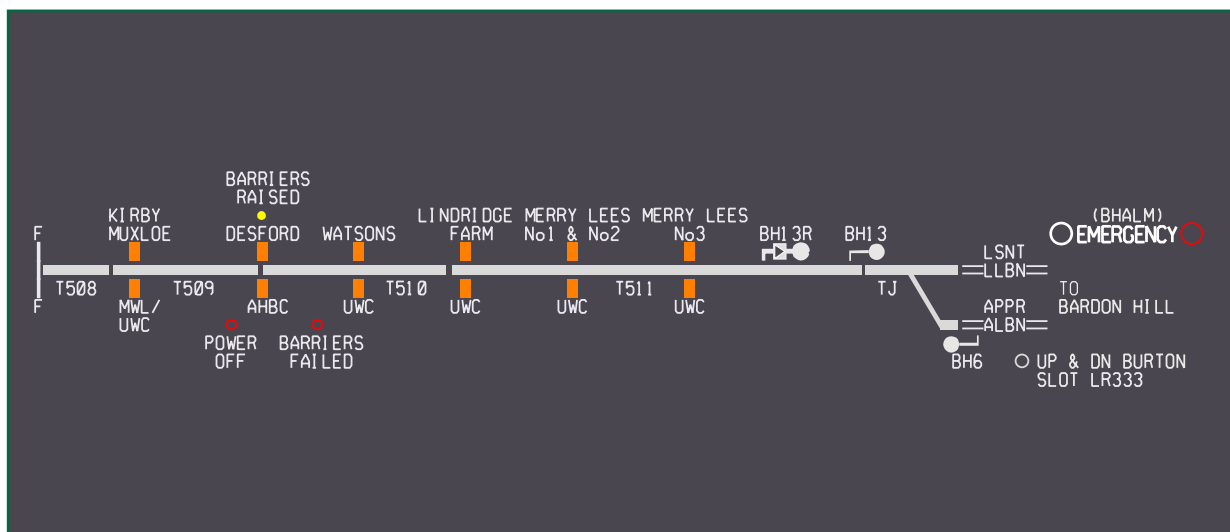 BARRIERS
RAISED
KIRBY
MUXLOE
DESFORD
WATSONS
LINDRIDGE
FARM
MERRY LEES
No1 & No2
MERRY LEES
No3
BH13R
BH13
(BHALM)
EMERGENCY
F
F
T508
T509
T510
T511
TJ
LSNT
LLBN
APPR
ALBN
TO
BARDON HILL
MWL/
UWC
AHBC
UWC
UWC
UWC
UWC
POWER
OFF
BARRIERS
FAILED
BH6
UP & DN BURTON
SLOT LR333